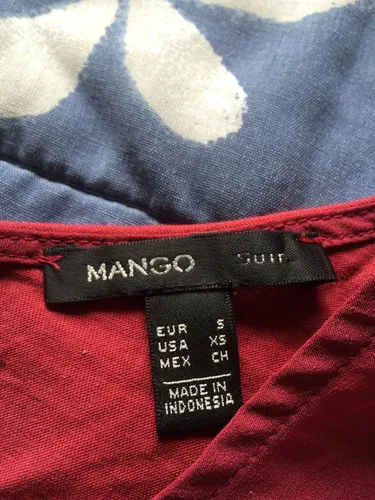 MANGO SUIT
EUR S
USA XS
MEX CH
MADE IN
INDONESIA